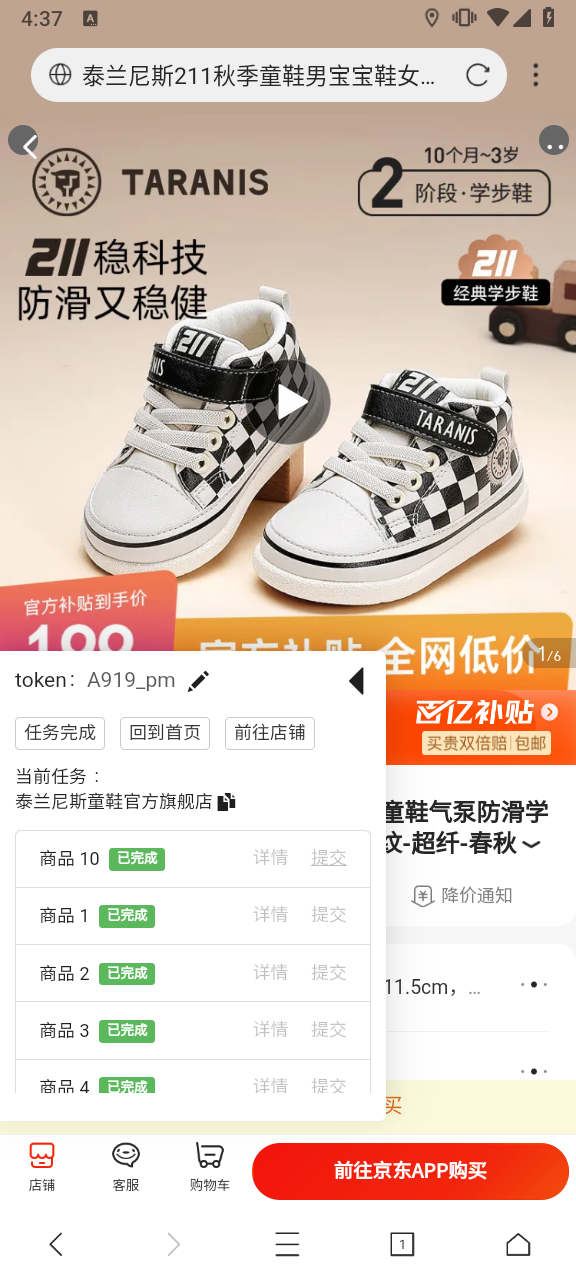 4:37
A
泰兰尼斯211秋季童鞋男宝宝鞋女...
TARANIS
10个月~3岁
2 阶段·学步鞋
211稳科技
防滑又稳健
211
经典学步鞋
211
TARANIS
211
TARANIS
官方补贴到手价
199
官方补贴 全网低价
1/6
token: A919_pm
百亿补贴
买贵双倍赔 包邮
任务完成 回到首页 前往店铺
当前任务：
泰兰尼斯童鞋官方旗舰店
童鞋气泵防滑学
纹-超纤-春秋
商品 10 已完成 详情 提交
降价通知
商品 1 已完成 详情 提交
商品 2 已完成 详情 提交
11.5cm，...
商品 3 已完成 详情 提交
商品 4 已完成 详情 提交
买
店铺 客服 购物车 前往京东APP购买
1